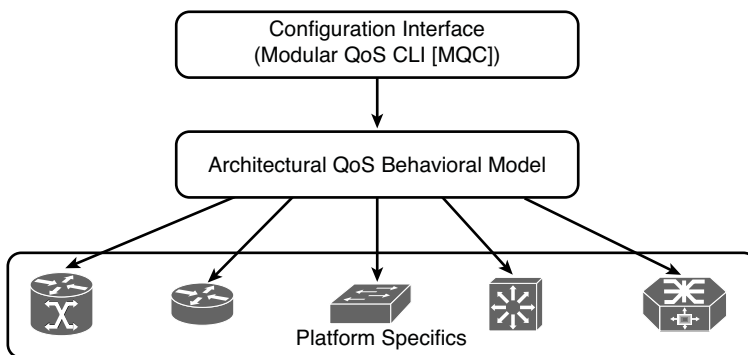 Configuration Interface
(Modular QoS CLI [MQC])
Architectural QoS Behavioral Model
Platform Specifics